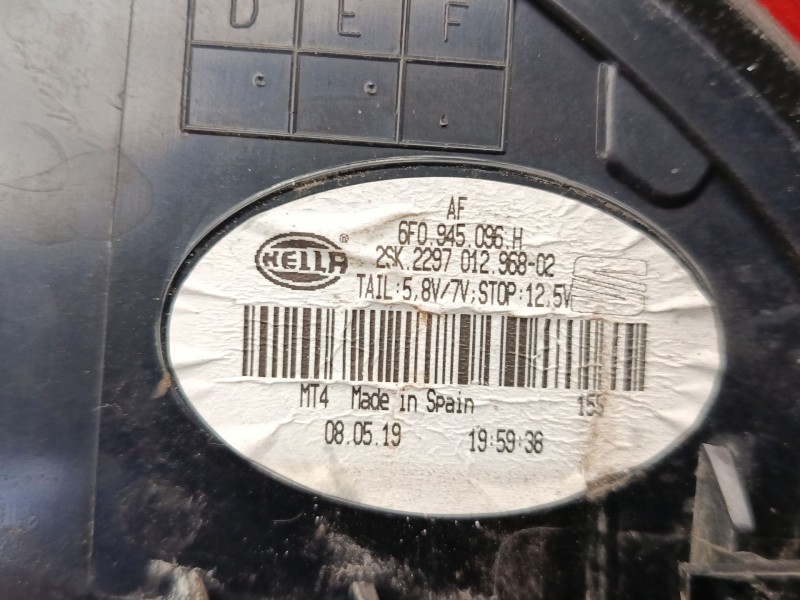 D E F
AF
6F0.945.096.H
HELLA ®
2SK.2297 012.968-02
TAIL:5,8V/7V;STOP:12,5V
MT4 Made in Spain 155
08.05.19 19:59:36